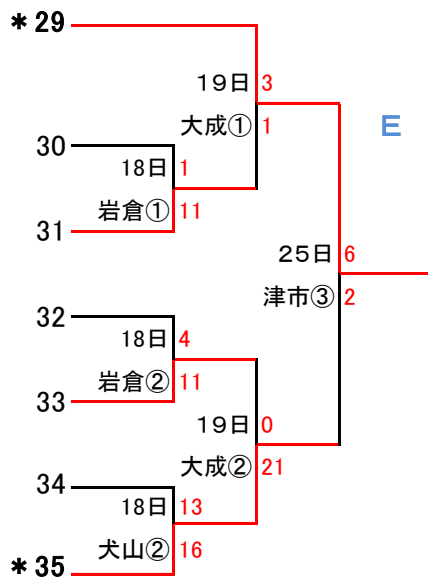 *29
19日 3
大成① 1
E
30
18日 1
岩倉① 11
31
25日 6
津市③ 2
32
18日 4
岩倉② 11
33
19日 0
大成② 21
34
18日 13
犬山② 16
*35